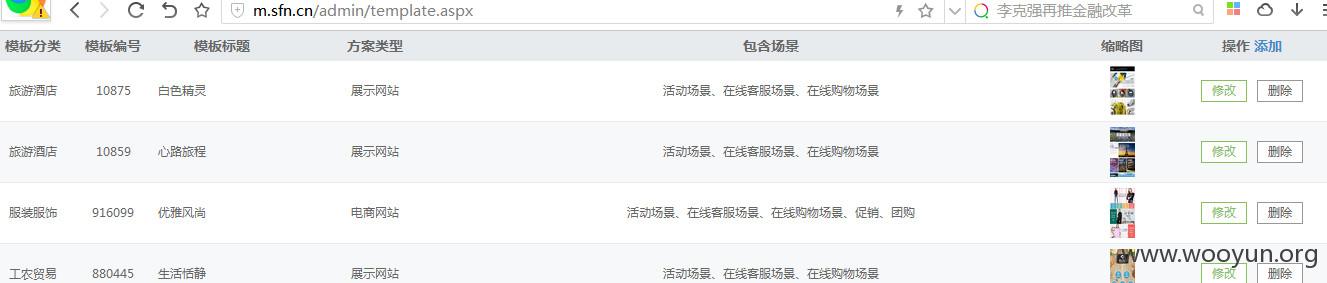 m.sfn.cn/admin/template.aspx 李克强再推金融改革
模板分类 模板编号 模板标题 方案类型 包含场景 缩略图 操作 添加
旅游酒店 10875 白色精灵 展示网站 活动场景、在线客服场景、在线购物场景 修改 删除
旅游酒店 10859 心路旅程 展示网站 活动场景、在线客服场景、在线购物场景 修改 删除
服装服饰 916099 优雅风尚 电商网站 活动场景、在线客服场景、在线购物场景、促销、团购 修改 删除
工农贸易 880445 生活恬静 展示网站 活动场景、在线客服场景、在线购物场景 修改 删除
www.wooyun.org